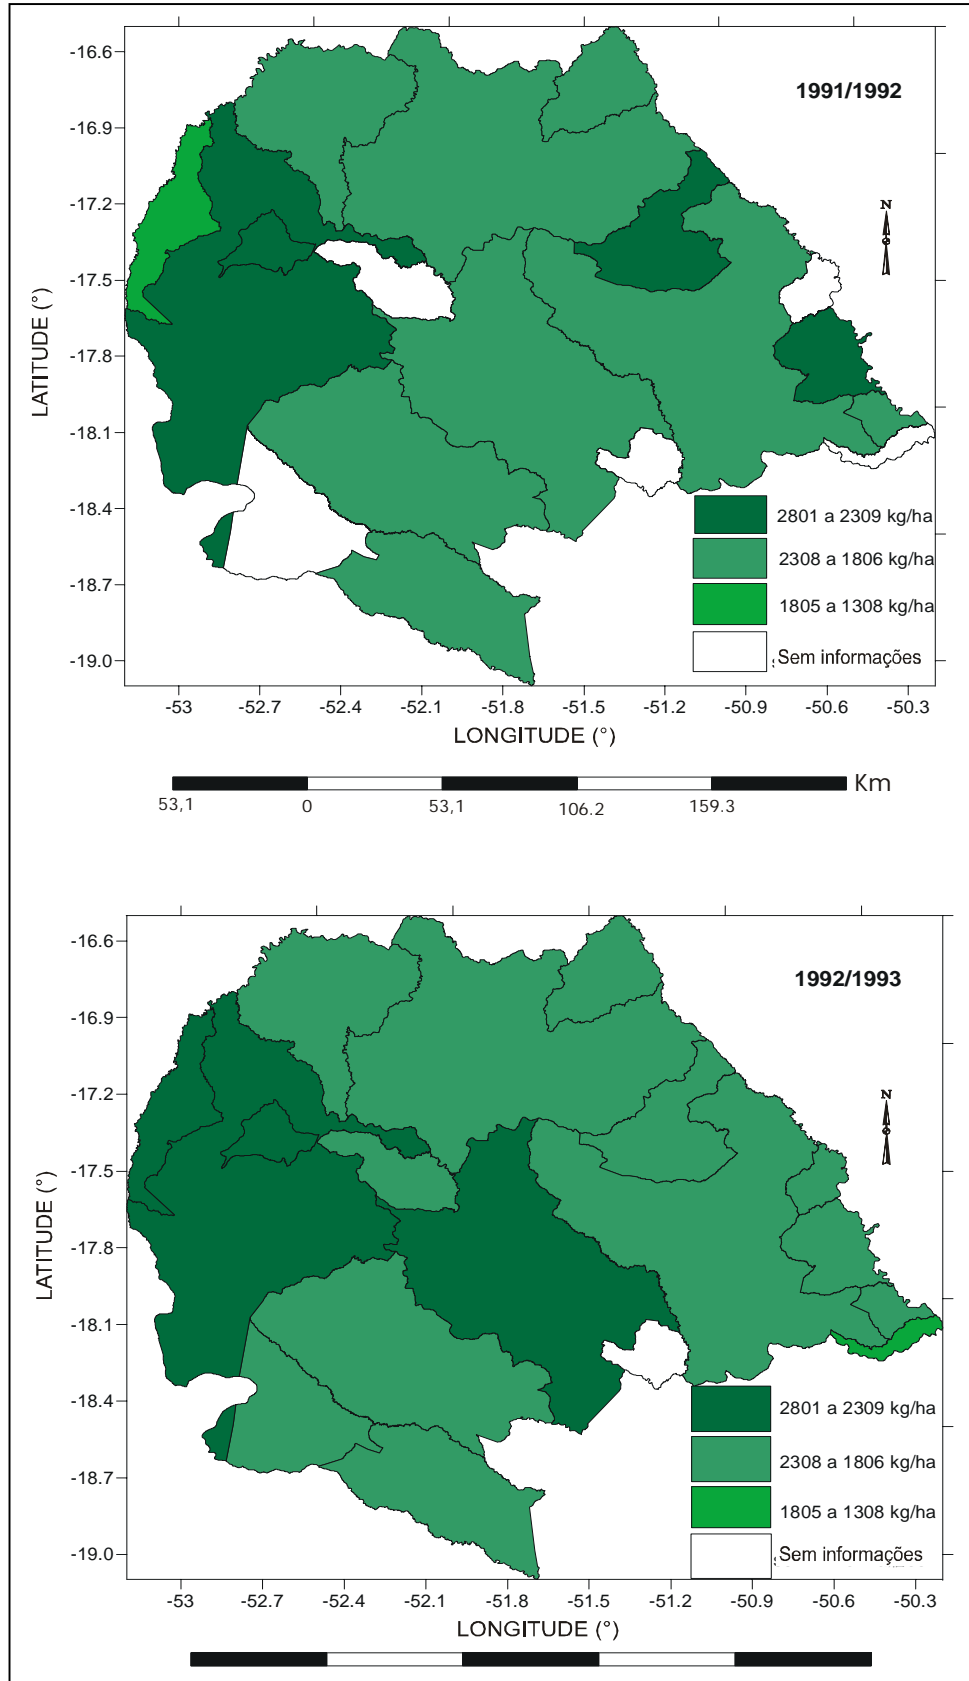 1991/1992
-16.6
-16.9
-17.2
-17.5
-17.8
-18.1
-18.4
-18.7
-19.0
LATITUDE (°)
N
2801 a 2309 kg/ha
2308 a 1806 kg/ha
1805 a 1308 kg/ha
Sem informações
-53 -52.7 -52.4 -52.1 -51.8 -51.5 -51.2 -50.9 -50.6 -50.3
LONGITUDE (°)
Km
53,1 0 53,1 106.2 159.3
1992/1993
-16.6
-16.9
-17.2
-17.5
-17.8
-18.1
-18.4
-18.7
-19.0
LATITUDE (°)
N
2801 a 2309 kg/ha
2308 a 1806 kg/ha
1805 a 1308 kg/ha
Sem informações
-53 -52.7 -52.4 -52.1 -51.8 -51.5 -51.2 -50.9 -50.6 -50.3
LONGITUDE (°)